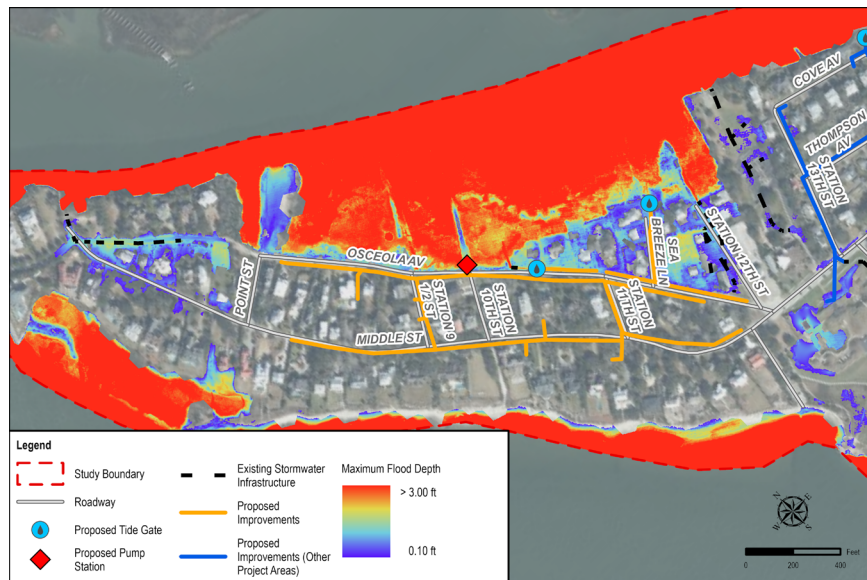 COVE AV
THOMPSON
AV
STATION
13TH ST
OSCEOLA AV
POINT ST
STATION 9
1/2 ST
STATION
10TH ST
STATION
11TH ST
SEA
BREEZE LN
STATION 12TH ST
MIDDLE ST
Legend
Study Boundary
Roadway
Proposed Tide Gate
Proposed Pump
Station
Existing Stormwater
Infrastructure
Proposed
Improvements
Proposed
Improvements (Other
Project Areas)
Maximum Flood Depth
> 3.00 ft
0.10 ft
N
E
W
S
Feet
0 200 400